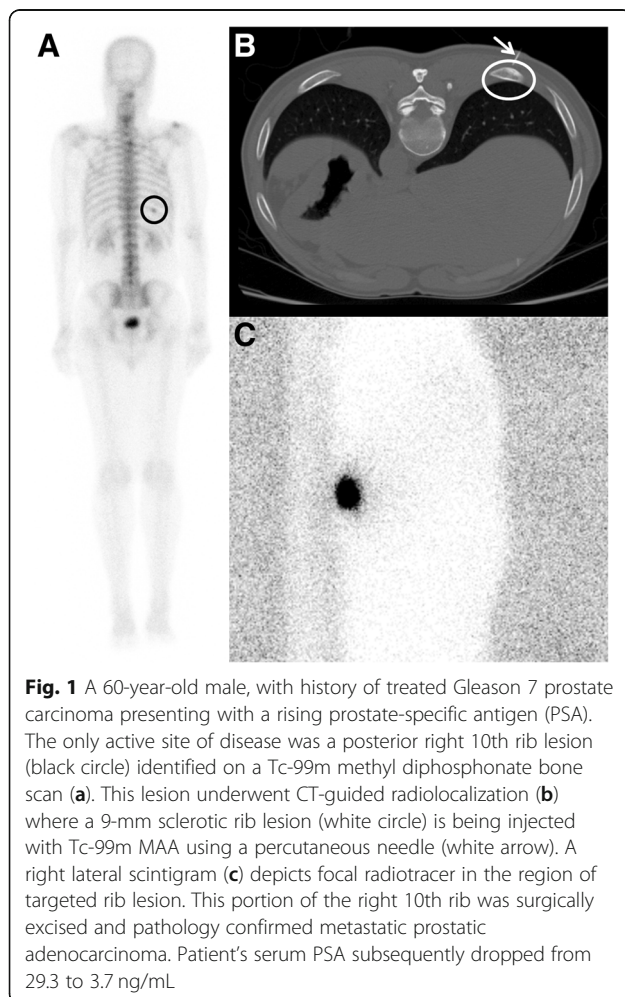 A
B
C
Fig. 1 A 60-year-old male, with history of treated Gleason 7 prostate
carcinoma presenting with a rising prostate-specific antigen (PSA).
The only active site of disease was a posterior right 10th rib lesion
(black circle) identified on a Tc-99m methyl diphosphonate bone
scan (a). This lesion underwent CT-guided radiolocalization (b)
where a 9-mm sclerotic rib lesion (white circle) is being injected
with Tc-99m MAA using a percutaneous needle (white arrow). A
right lateral scintigram (c) depicts focal radiotracer in the region of
targeted rib lesion. This portion of the right 10th rib was surgically
excised and pathology confirmed metastatic prostatic
adenocarcinoma. Patient's serum PSA subsequently dropped from
29.3 to 3.7 ng/mL